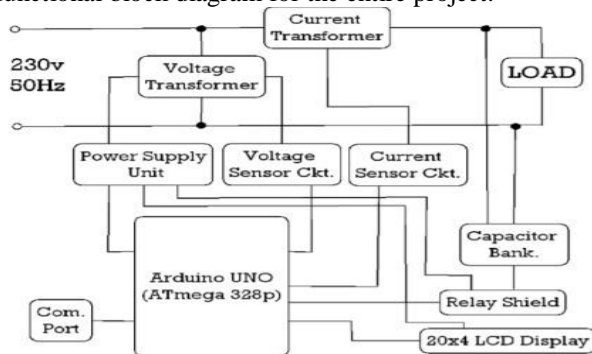 functional block diagram for the entire project.
Current
Transformer
230v
50Hz
Voltage
Transformer
LOAD
Power Supply
Unit
Voltage
Sensor Ckt.
Current
Sensor Ckt.
Capacitor
Bank.
Arduino UNO
(ATmega 328p)
Relay Shield
Com.
Port
20x4 LCD Display